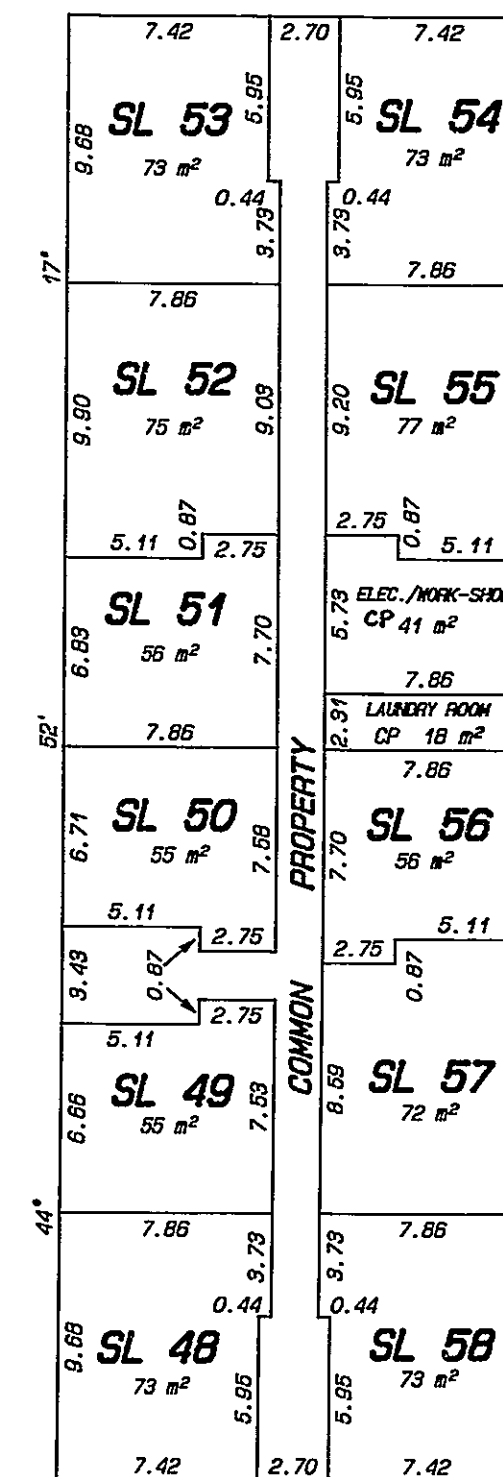 7.42 2.70 7.42
9.68 SL 53 5.95 5.95 SL 54
73 m² 73 m²
0.44 3.73 3.73 0.44
17°
7.86 7.86
9.90 SL 52 9.03 9.20 SL 55
75 m² 77 m²
5.11 0.87 2.75 2.75 0.87 5.11
6.83 SL 51 7.70 5.73 ELEC./WORK-SHO
56 m² CP 41 m²
7.86
2.31 LAUNDRY ROOM
CP 18 m²
52'
7.86 7.86
6.71 SL 50 7.58 COMMON PROPERTY 7.70 SL 56
55 m² 56 m²
5.11 2.75 5.11
3.43 0.87 2.75 0.87
5.11 2.75
6.66 SL 49 7.53 8.59 SL 57
55 m² 72 m²
44°
7.86 7.86
3.73 3.73
0.44 0.44
9.68 SL 48 5.95 5.95 SL 58
73 m² 73 m²
7.42 2.70 7.42